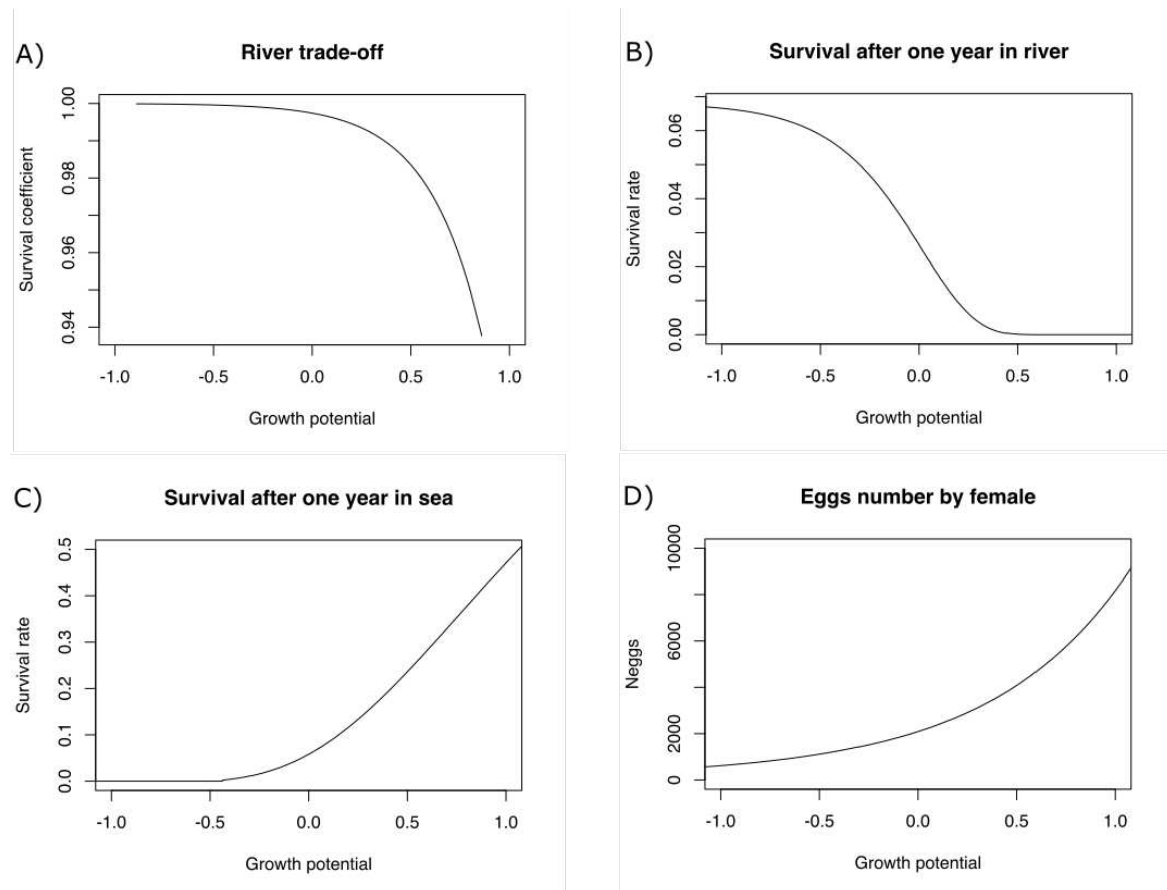 A)
River trade-off
Survival coefficient
1.00
0.98
0.96
0.94
-1.0 -0.5 0.0 0.5 1.0
Growth potential
B)
Survival after one year in river
Survival rate
0.06
0.04
0.02
0.00
-1.0 -0.5 0.0 0.5 1.0
Growth potential
C)
Survival after one year in sea
Survival rate
0.5
0.4
0.3
0.2
0.1
0.0
-1.0 -0.5 0.0 0.5 1.0
Growth potential
D)
Eggs number by female
Neggs
10000
6000
2000
0
-1.0 -0.5 0.0 0.5 1.0
Growth potential